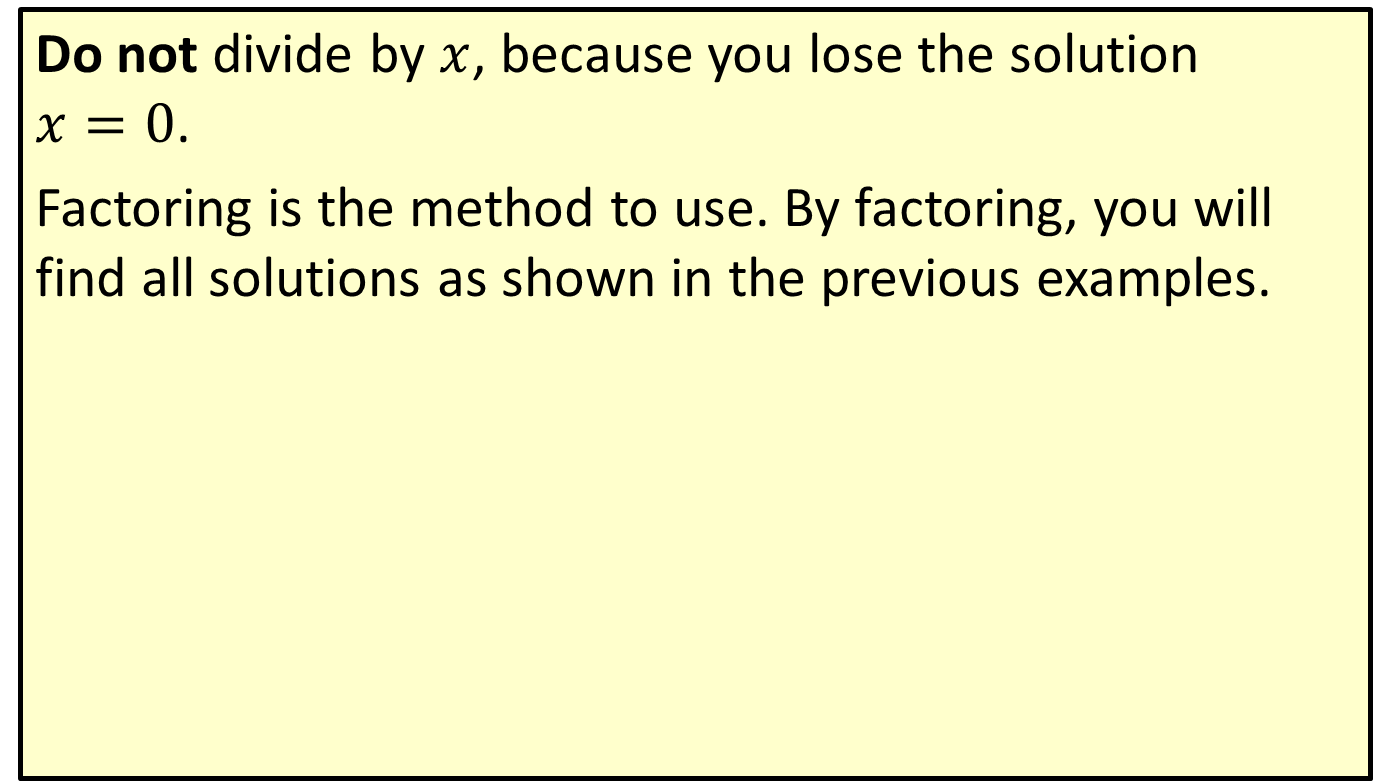 Do not divide by x, because you lose the solution
x = 0.
Factoring is the method to use. By factoring, you will
find all solutions as shown in the previous examples.